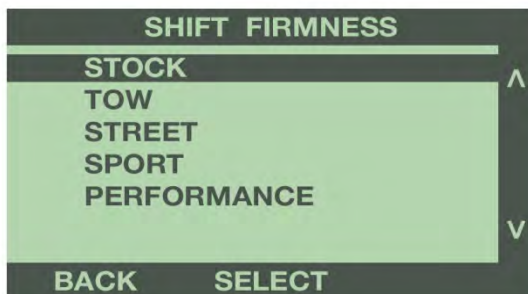 SHIFT FIRMNESS
STOCK
TOW
STREET
SPORT
PERFORMANCE
BACK SELECT